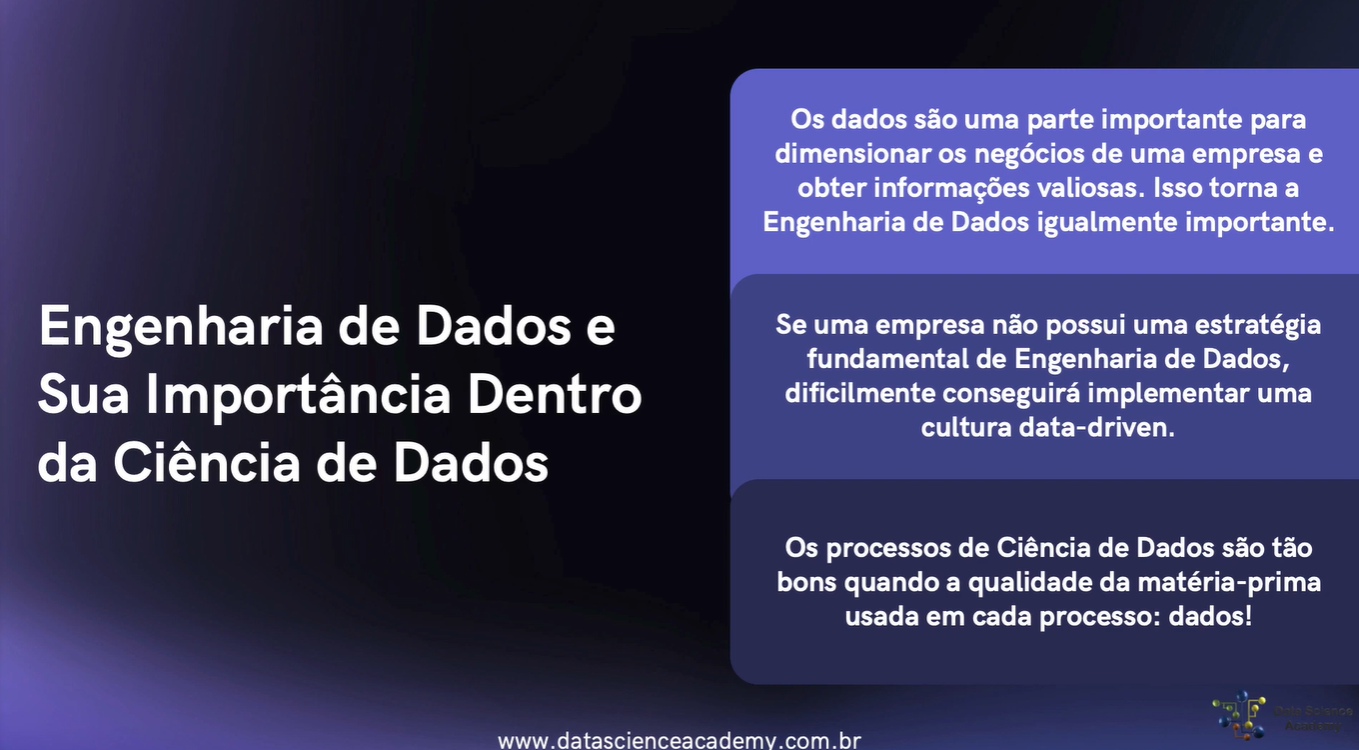 Engenharia de Dados e
Sua Importância Dentro
da Ciência de Dados
Os dados são uma parte importante para
dimensionar os negócios de uma empresa e
obter informações valiosas. Isso torna a
Engenharia de Dados igualmente importante.
Se uma empresa não possui uma estratégia
fundamental de Engenharia de Dados,
dificilmente conseguirá implementar uma
cultura data-driven.
Os processos de Ciência de Dados são tão
bons quando a qualidade da matéria-prima
usada em cada processo: dados!
www.datascienceacademy.com.br
Data Science
Academy